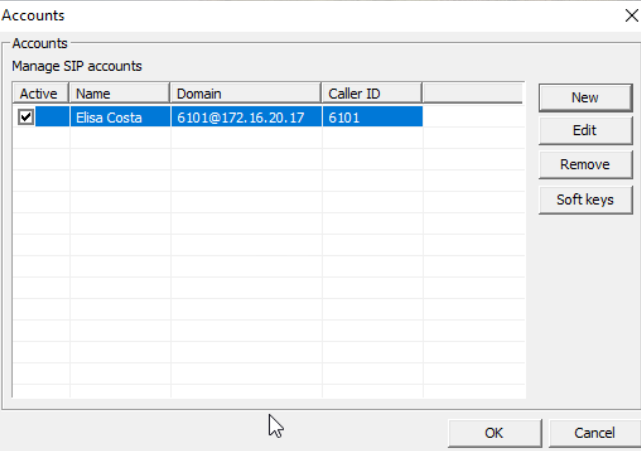 Accounts
Accounts
Manage SIP accounts
Active Name Domain Caller ID
Elisa Costa 6101@172.16.20.17 6101
New
Edit
Remove
Soft keys
OK Cancel